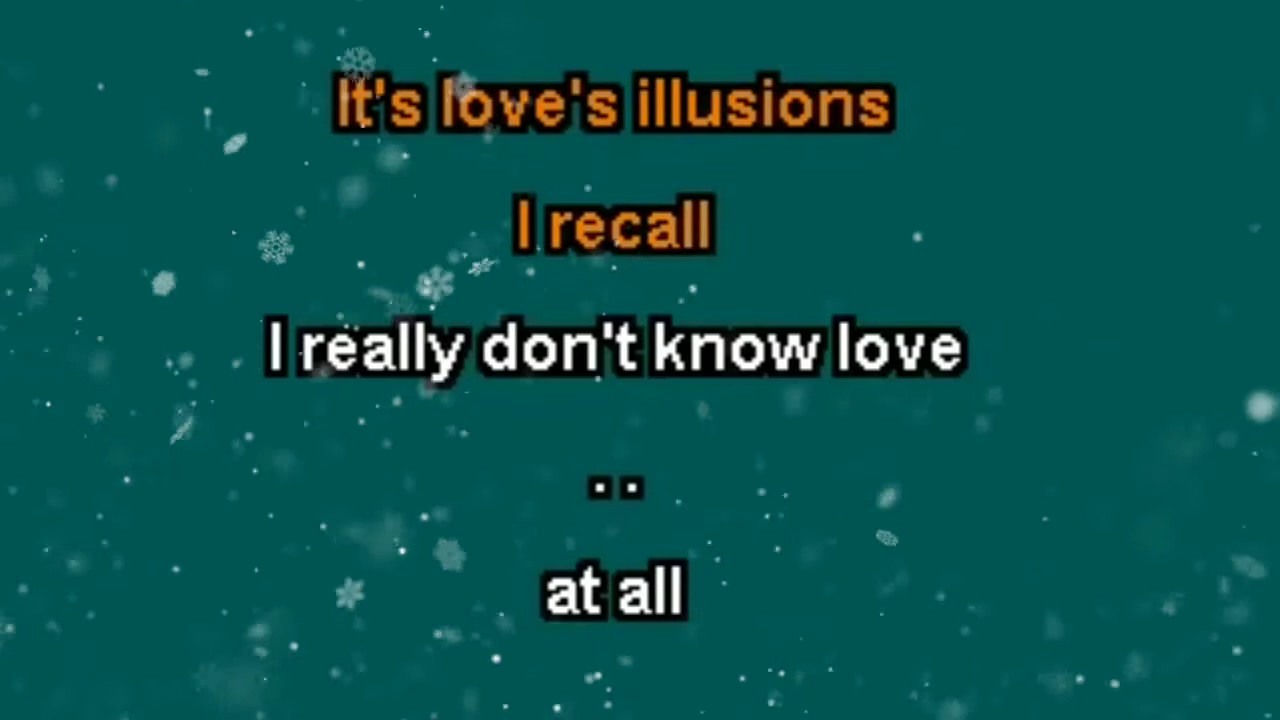 It's love's illusions
I recall
I really don't know love
..
at all